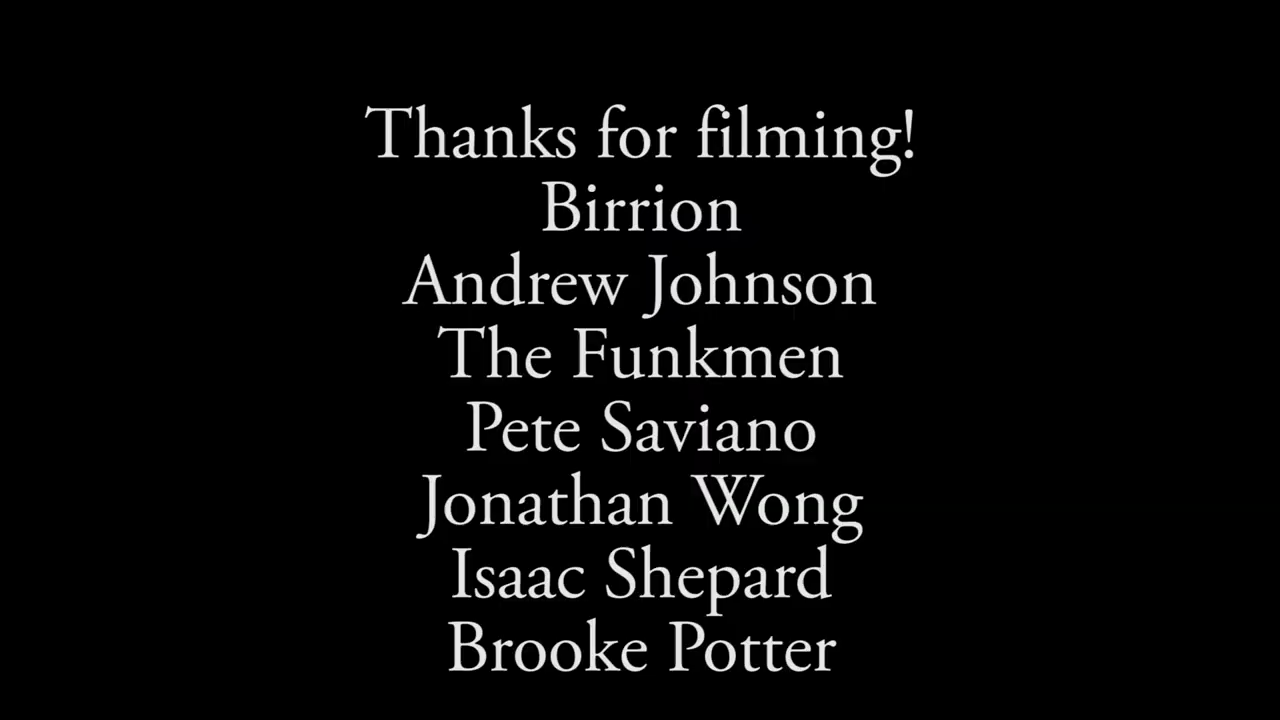 Thanks for filming!
Birrion
Andrew Johnson
The Funkmen
Pete Saviano
Jonathan Wong
Isaac Shepard
Brooke Potter